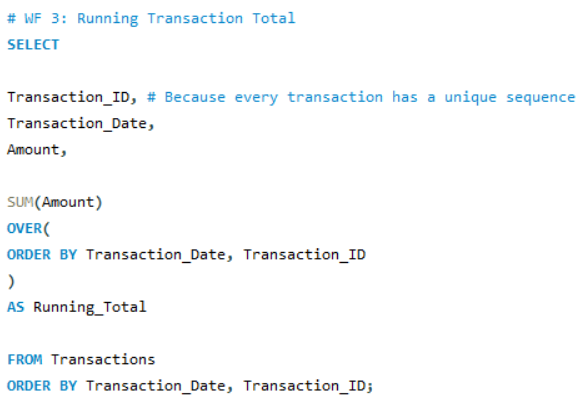 # WF 3: Running Transaction Total
SELECT
Transaction_ID, # Because every transaction has a unique sequence
Transaction_Date,
Amount,
SUM(Amount)
OVER(
ORDER BY Transaction_Date, Transaction_ID
)
AS Running_Total
FROM Transactions
ORDER BY Transaction_Date, Transaction_ID;